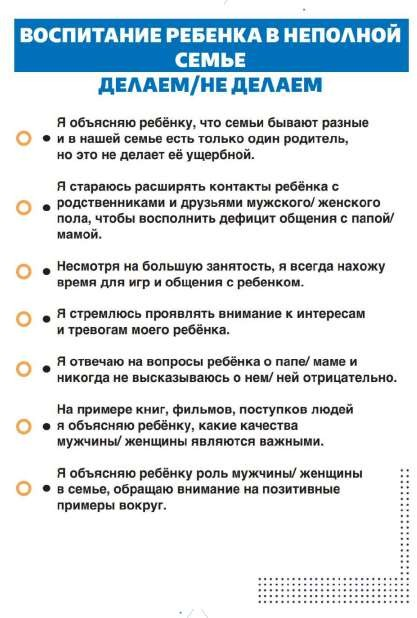 ВОСПИТАНИЕ РЕБЕНКА В НЕПОЛНОЙ
СЕМЬЕ
ДЕЛАЕМ/НЕ ДЕЛАЕМ
Я объясняю ребёнку, что семьи бывают разные
и в нашей семье есть только один родитель,
но это не делает её ущербной.
Я стараюсь расширять контакты ребёнка с
родственниками и друзьями мужского/ женского
пола, чтобы восполнить дефицит общения с папой/
мамой.
Несмотря на большую занятость, я всегда нахожу
время для игр и общения с ребенком.
Я стремлюсь проявлять внимание к интересам
и тревогам моего ребёнка.
Я отвечаю на вопросы ребёнка о папе/ маме и
никогда не высказываюсь о нем/ ней отрицательно.
На примере книг, фильмов, поступков людей
я объясняю ребёнку, какие качества
мужчины/ женщины являются важными.
Я объясняю ребёнку роль мужчины/ женщины
в семье, обращаю внимание на позитивные
примеры вокруг.